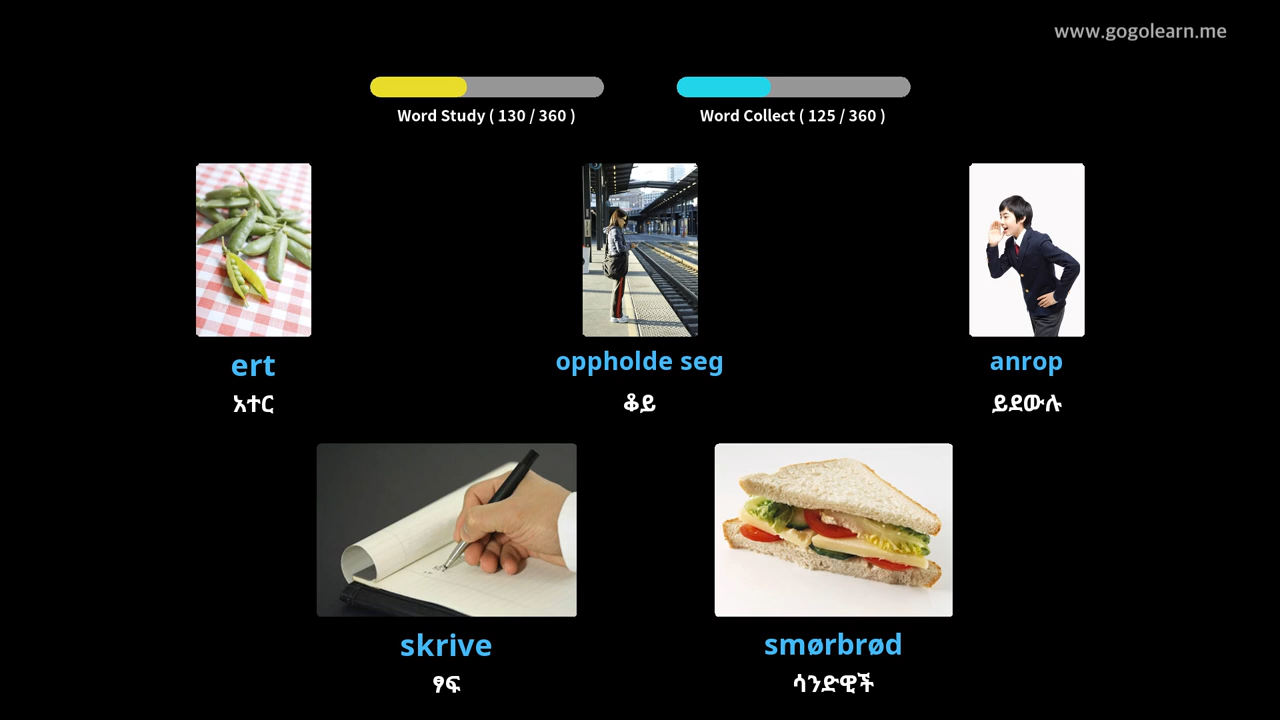 www.gogolearn.me
Word Study ( 130 / 360 )
Word Collect ( 125 / 360 )
ert
አተር
oppholde seg
ቆይ
anrop
ይደውሉ
skrive
ፃፍ
smørbrød
ሳንድዊች